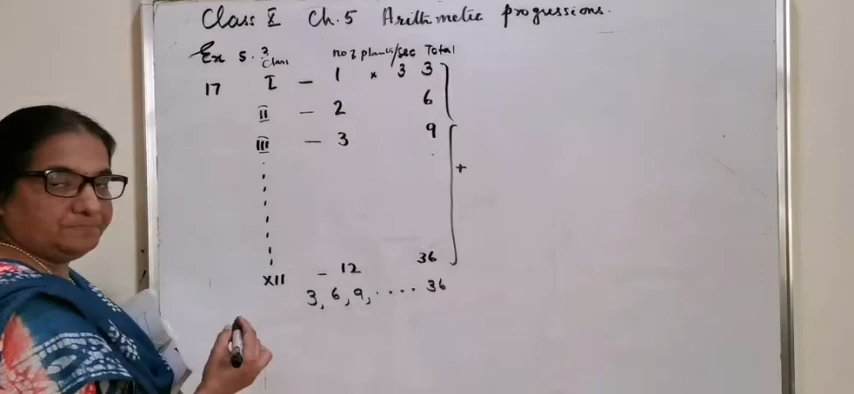 Class X Ch. 5 Arithmetic progressions.
Ex 5.3
Class no of plants/sec Total
17 I – 1 × 3 3
II – 2 6
III – 3 9
+
XII – 12 36
3, 6, 9, .... 36